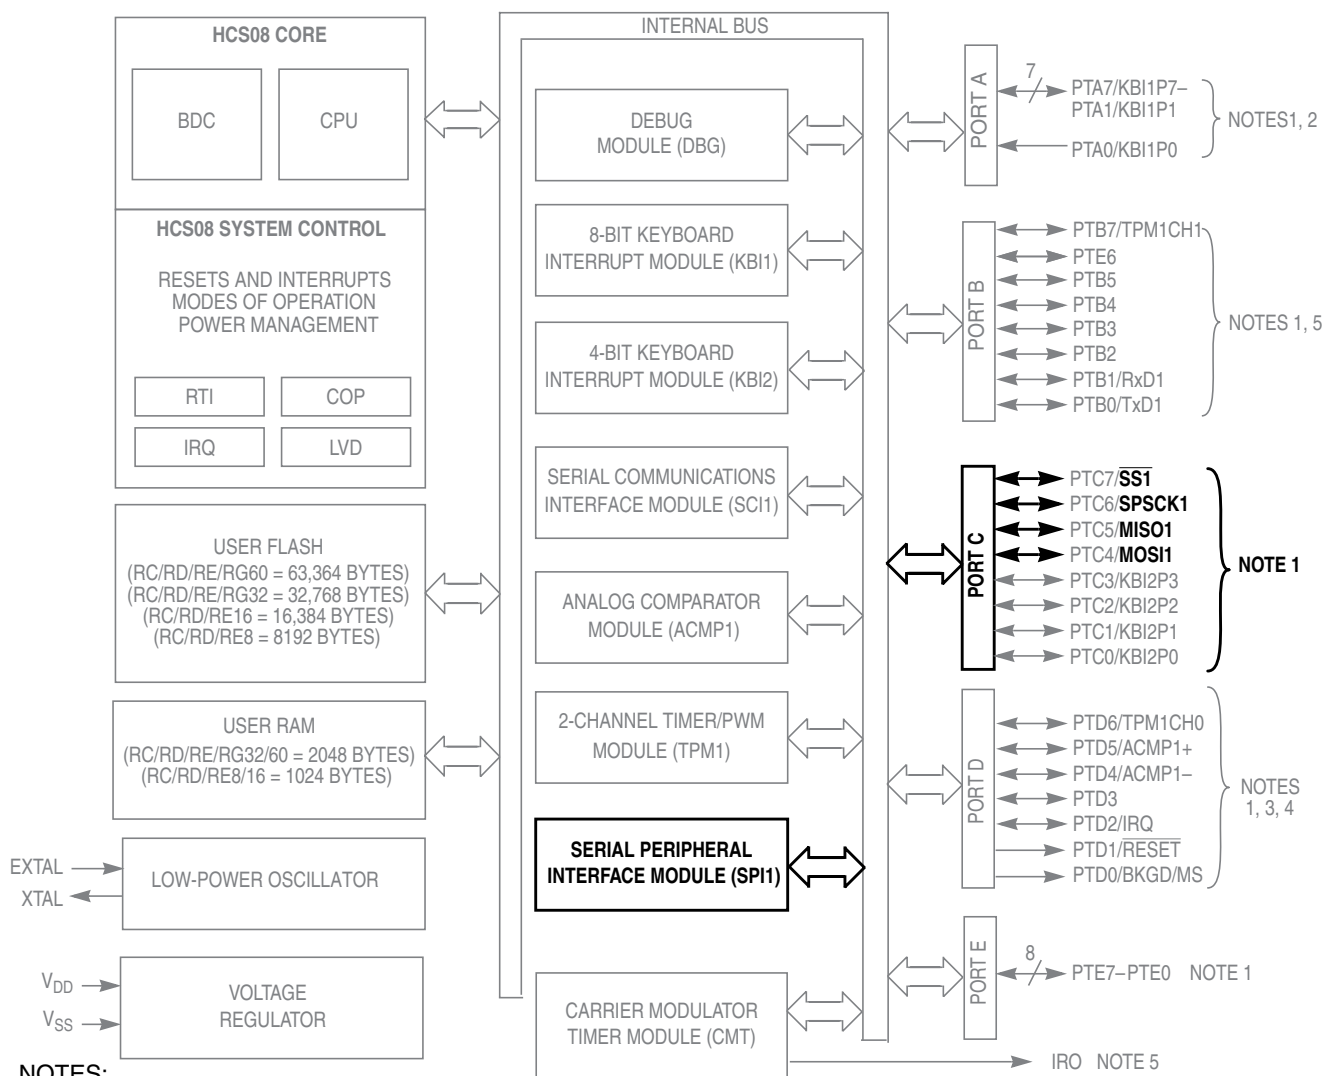 HCS08 CORE
BDC
CPU
HCS08 SYSTEM CONTROL
RESETS AND INTERRUPTS
MODES OF OPERATION
POWER MANAGEMENT
RTI
COP
IRQ
LVD
USER FLASH
(RC/RD/RE/RG60 = 63,364 BYTES)
(RC/RD/RE/RG32 = 32,768 BYTES)
(RC/RD/RE16 = 16,384 BYTES)
(RC/RD/RE8 = 8192 BYTES)
USER RAM
(RC/RD/RE/RG32/60 = 2048 BYTES)
(RC/RD/RE8/16 = 1024 BYTES)
EXTAL
XTAL
LOW-POWER OSCILLATOR
VDD
VSS
VOLTAGE
REGULATOR
NOTES:
INTERNAL BUS
DEBUG
MODULE (DBG)
8-BIT KEYBOARD
INTERRUPT MODULE (KBI1)
4-BIT KEYBOARD
INTERRUPT MODULE (KBI2)
SERIAL COMMUNICATIONS
INTERFACE MODULE (SCI1)
ANALOG COMPARATOR
MODULE (ACMP1)
2-CHANNEL TIMER/PWM
MODULE (TPM1)
SERIAL PERIPHERAL
INTERFACE MODULE (SPI1)
CARRIER MODULATOR
TIMER MODULE (CMT)
PORT A
7
PTA7/KBI1P7–
PTA1/KBI1P1
PTA0/KBI1P0
NOTES1, 2
PORT B
PTB7/TPM1CH1
PTE6
PTB5
PTB4
PTB3
PTB2
PTB1/RxD1
PTB0/TxD1
NOTES 1, 5
PORT C
PTC7/SS1
PTC6/SPSCK1
PTC5/MISO1
PTC4/MOSI1
PTC3/KBI2P3
PTC2/KBI2P2
PTC1/KBI2P1
PTC0/KBI2P0
NOTE 1
PORT D
PTD6/TPM1CH0
PTD5/ACMP1+
PTD4/ACMP1–
PTD3
PTD2/IRQ
PTD1/RESET
PTD0/BKGD/MS
NOTES
1, 3, 4
PORT E
8
PTE7–PTE0 NOTE 1
IRO NOTE 5